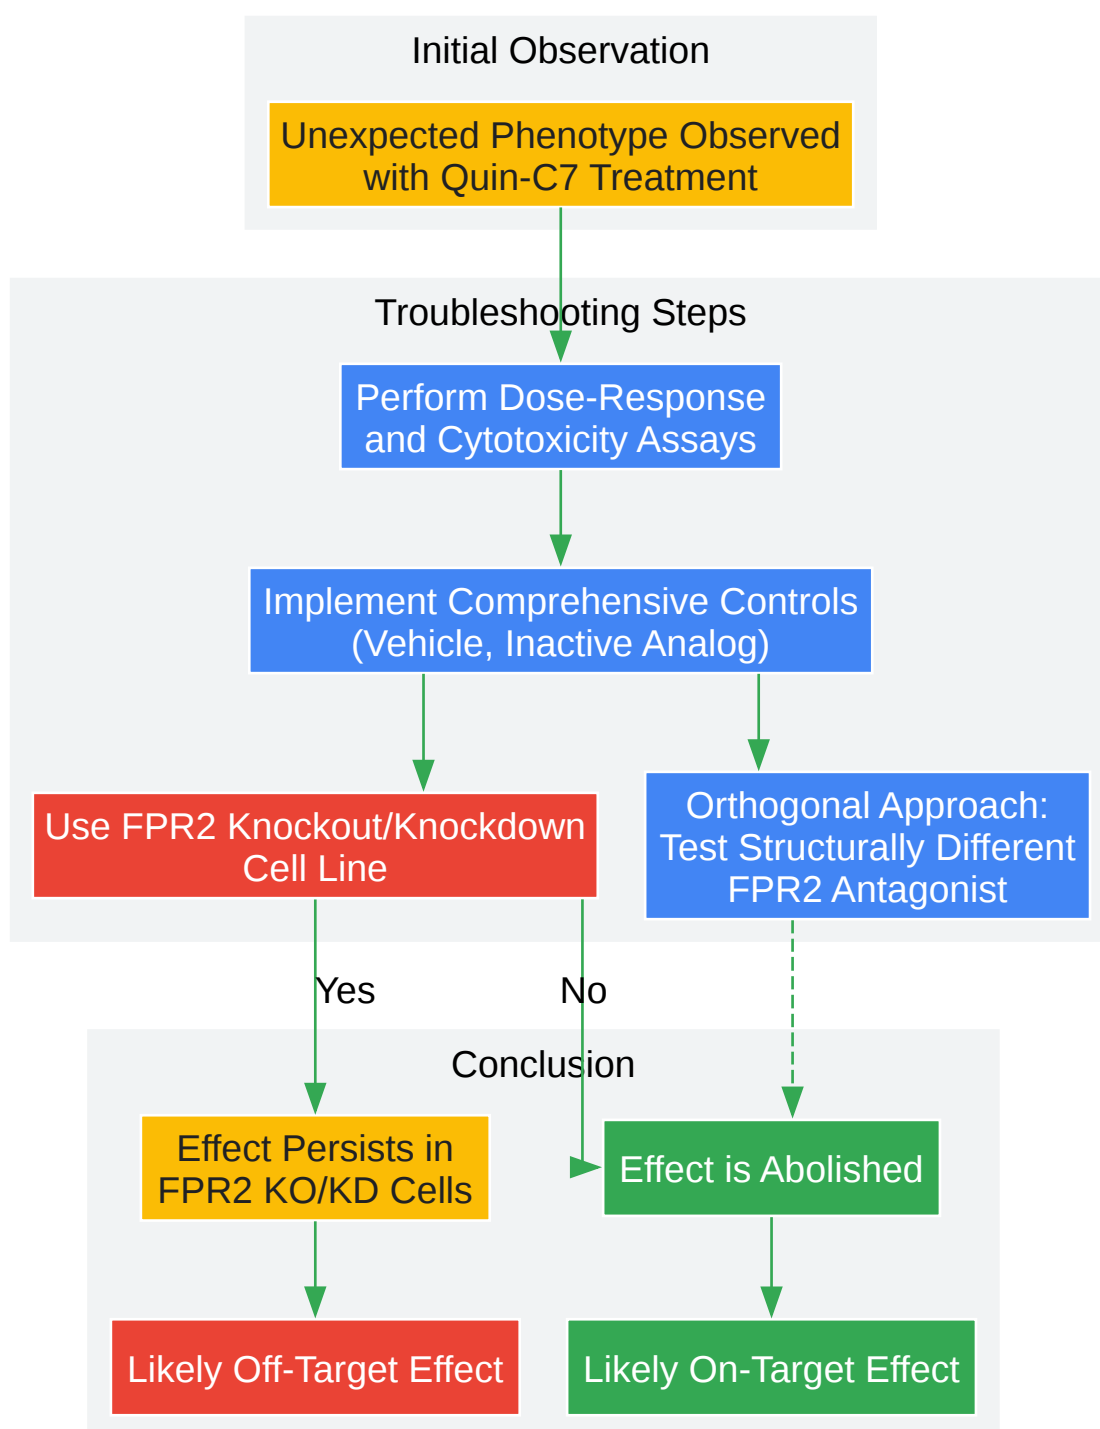 Initial Observation
Unexpected Phenotype Observed
with Quin-C7 Treatment
Troubleshooting Steps
Perform Dose-Response
and Cytotoxicity Assays
Implement Comprehensive Controls
(Vehicle, Inactive Analog)
Use FPR2 Knockout/Knockdown
Cell Line
Orthogonal Approach:
Test Structurally Different
FPR2 Antagonist
Yes
No
Conclusion
Effect Persists in
FPR2 KO/KD Cells
Effect is Abolished
Likely Off-Target Effect
Likely On-Target Effect